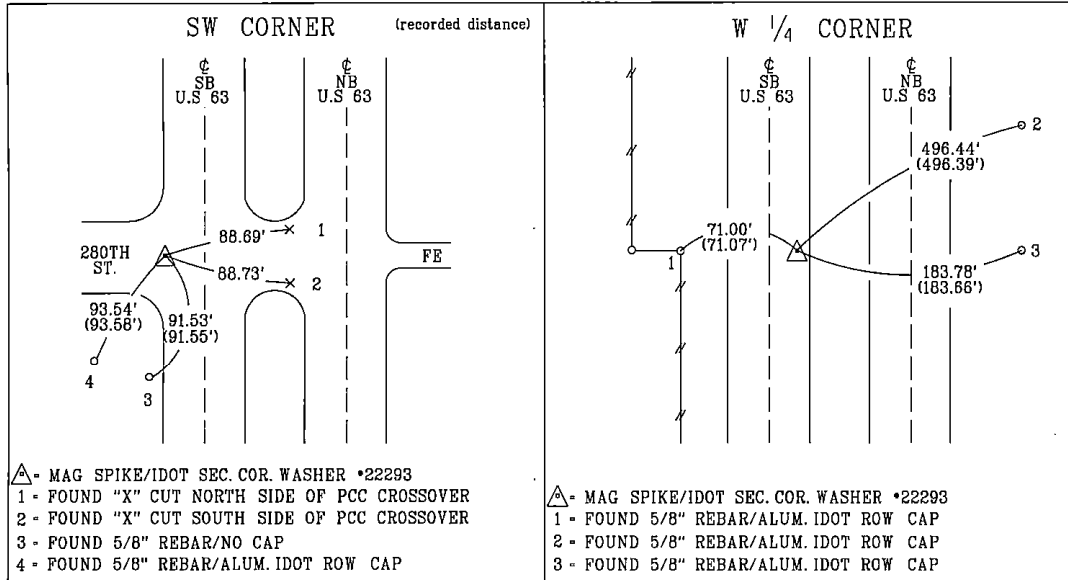 SW CORNER
(recorded distance)
℄
SB
U.S 63
℄
NB
U.S 63
88.69'
1
280TH
ST.
FE
88.73'
2
93.54'
(93.58')
91.53'
(91.55')
4
3
= MAG SPIKE/IDOT SEC. COR. WASHER •22293
1 = FOUND "X" CUT NORTH SIDE OF PCC CROSSOVER
2 = FOUND "X" CUT SOUTH SIDE OF PCC CROSSOVER
3 = FOUND 5/8" REBAR/NO CAP
4 = FOUND 5/8" REBAR/ALUM. IDOT ROW CAP
W 1/4 CORNER
℄
SB
U.S 63
℄
NB
U.S 63
2
496.44'
(496.39')
71.00'
(71.07')
1
3
183.78'
(183.66')
= MAG SPIKE/IDOT SEC. COR. WASHER •22293
1 = FOUND 5/8" REBAR/ALUM. IDOT ROW CAP
2 = FOUND 5/8" REBAR/ALUM. IDOT ROW CAP
3 = FOUND 5/8" REBAR/ALUM. IDOT ROW CAP